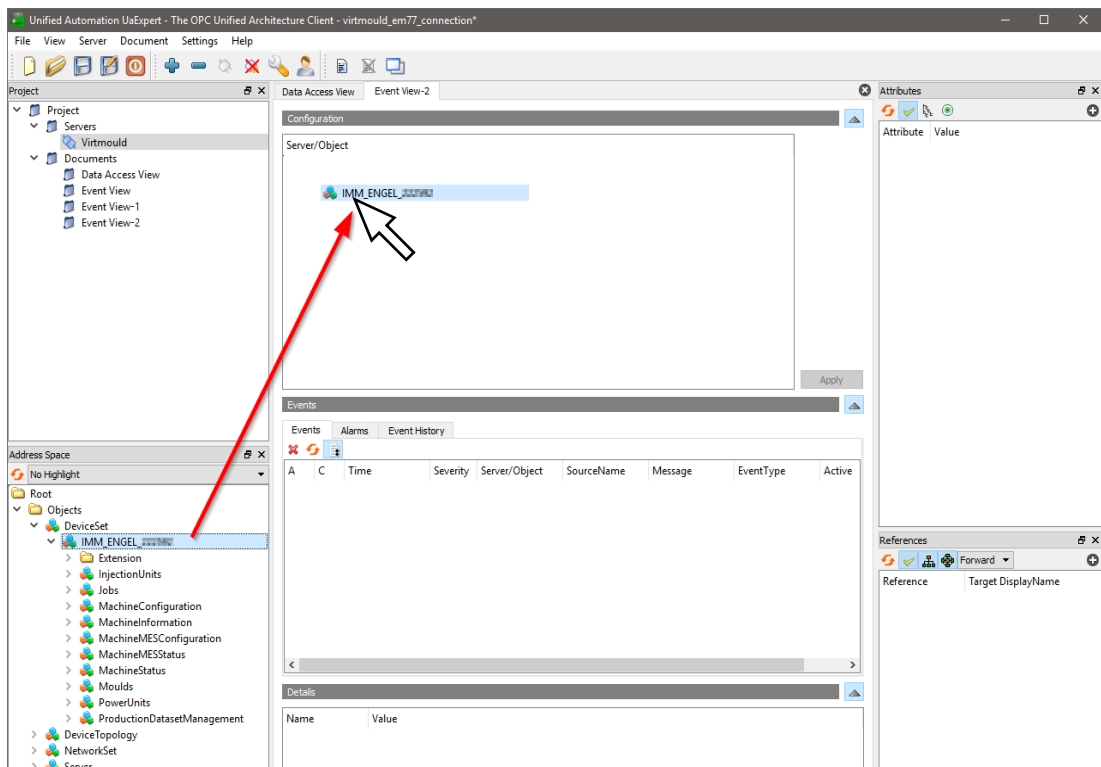 Unified Automation UaExpert - The OPC Unified Architecture Client - virtmould_em77_connection*
File View Server Document Settings Help
Project
Project
Servers
Virtmould
Documents
Data Access View
Event View
Event View-1
Event View-2
Address Space
No Highlight
Root
Objects
DeviceSet
IMM_ENGEL_
Extension
InjectionUnits
Jobs
MachineConfiguration
MachineInformation
MachineMESConfiguration
MachineMESStatus
MachineStatus
Moulds
PowerUnits
ProductionDatasetManagement
DeviceTopology
NetworkSet
Server
Data Access View Event View-2
Configuration
Server/Object
IMM_ENGEL_
Apply
Events
Events Alarms Event History
A C Time Severity Server/Object SourceName Message EventType Active
Details
Name Value
Attributes
Attribute Value
References
Forward
Reference Target DisplayName